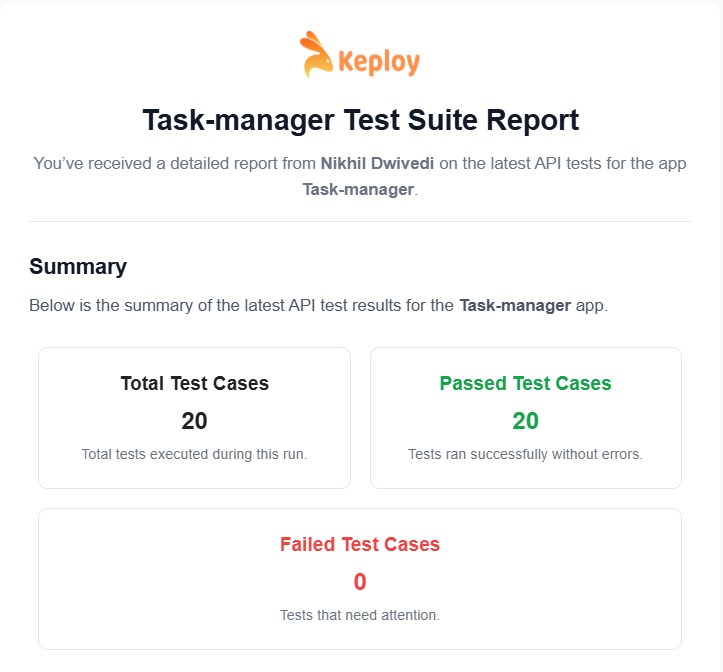 Keploy
Task-manager Test Suite Report
You’ve received a detailed report from Nikhil Dwivedi on the latest API tests for the app
Task-manager.
Summary
Below is the summary of the latest API test results for the Task-manager app.
Total Test Cases
20
Total tests executed during this run.
Passed Test Cases
20
Tests ran successfully without errors.
Failed Test Cases
0
Tests that need attention.